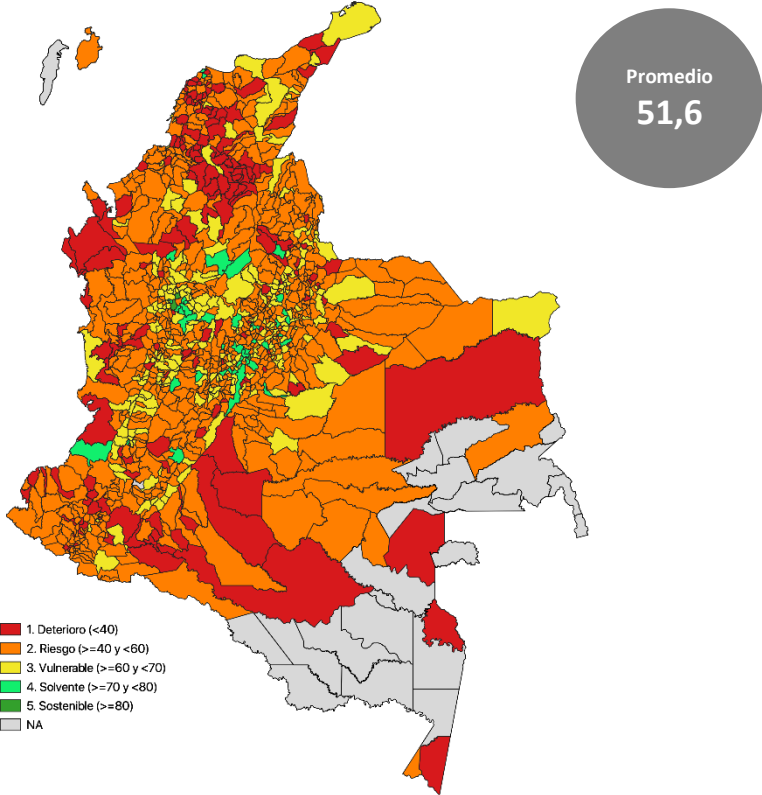 Promedio
51,6
1. Deterioro (<40)
2. Riesgo (>=40 y <60)
3. Vulnerable (>=60 y <70)
4. Solvente (>=70 y <80)
5. Sostenible (>=80)
NA